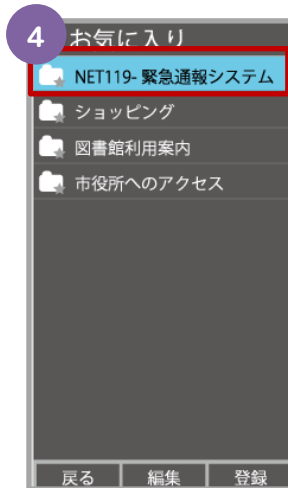 4
お気に入り
NET119- 緊急通報システム
ショッピング
図書館利用案内
市役所へのアクセス
戻る 編集 登録